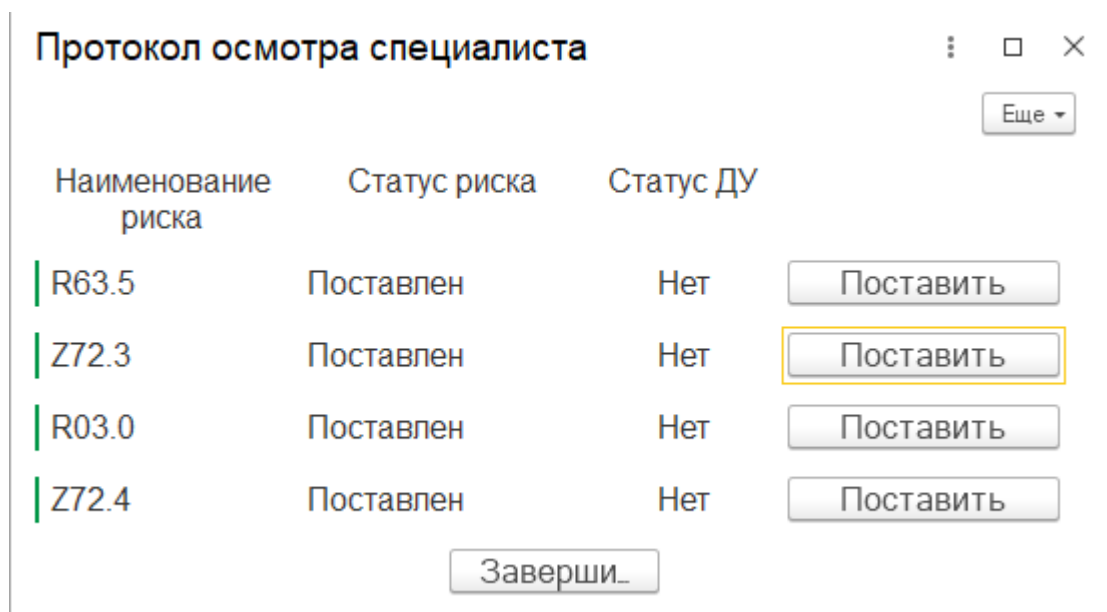 Протокол осмотра специалиста
Еще
Наименование риска Статус риска Статус ДУ
R63.5 Поставлен Нет Поставить
Z72.3 Поставлен Нет Поставить
R03.0 Поставлен Нет Поставить
Z72.4 Поставлен Нет Поставить
Заверши...